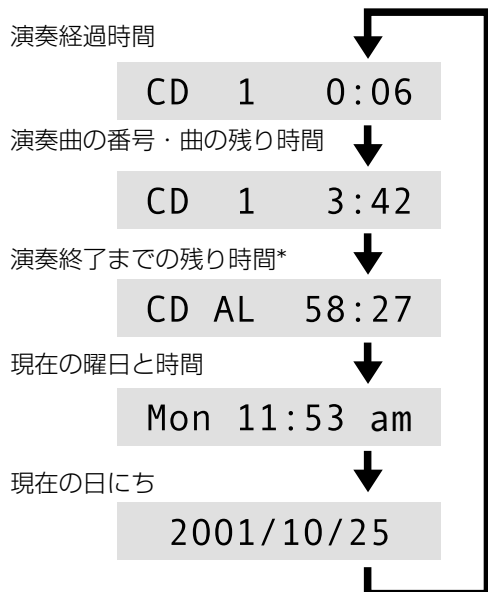 演奏経過時間
CD 1 0:06
演奏曲の番号・曲の残り時間
CD 1 3:42
演奏終了までの残り時間*
CD AL 58:27
現在の曜日と時間
Mon 11:53 am
現在の日にち
2001/10/25